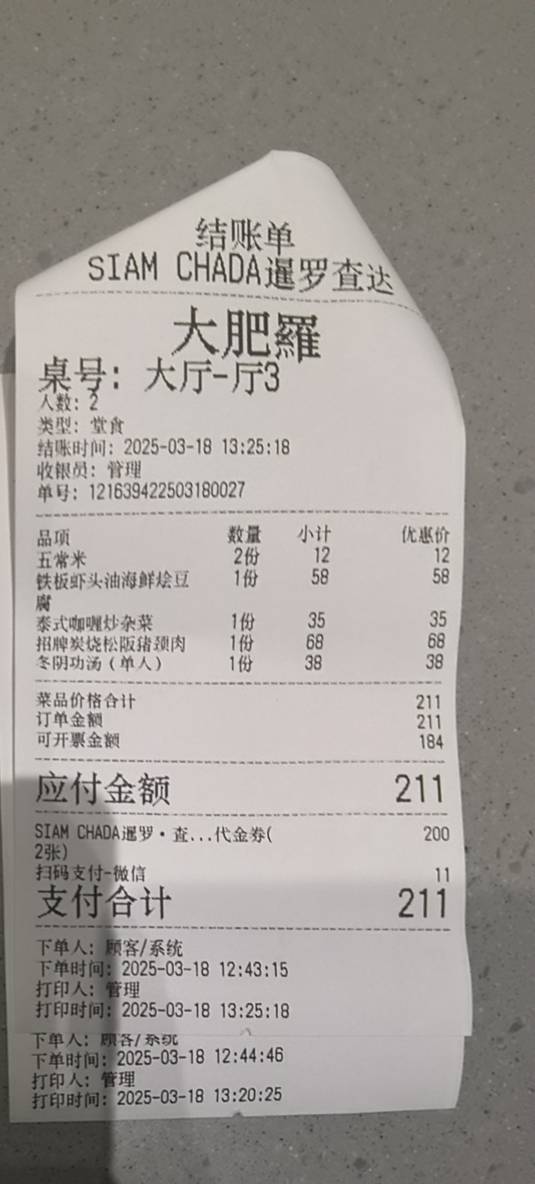 结账单
SIAM CHADA暹罗查达
大肥羅
桌号: 大厅-厅3
人数: 2
类型: 堂食
结账时间: 2025-03-18 13:25:18
收银员: 管理
单号: 121639422503180027
品项 数量 小计 优惠价
五常米 2份 12 12
铁板虾头油海鲜烩豆 1份 58 58
腐
泰式咖喱炒杂菜 1份 35 35
招牌炭烧松阪猪颈肉 1份 68 68
冬阴功汤(单人) 1份 38 38
菜品价格合计 211
订单金额 211
可开票金额 184
应付金额 211
SIAM CHADA暹罗·查...代金券( 200
2张)
扫码支付-微信 11
支付合计 211
下单人: 顾客/系统
下单时间: 2025-03-18 12:43:15
打印人: 管理
打印时间: 2025-03-18 13:25:18
下单人: 顾客/系统
下单时间: 2025-03-18 12:44:46
打印人: 管理
打印时间: 2025-03-18 13:20:25